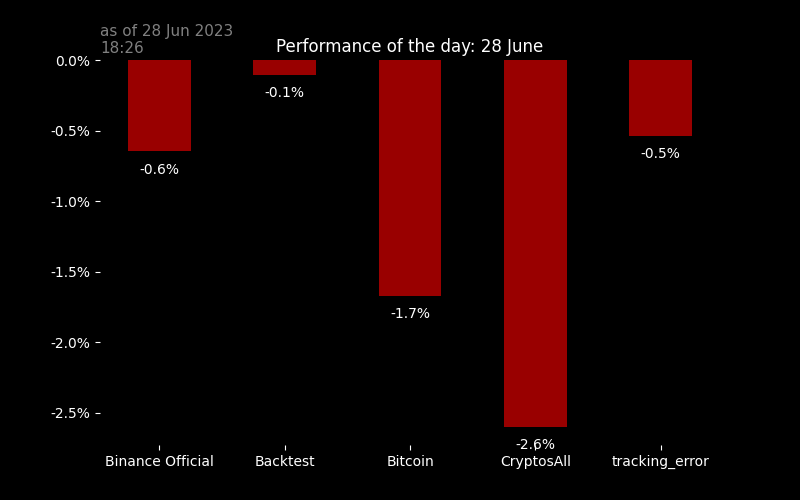 as of 28 Jun 2023
18:26
Performance of the day: 28 June
0.0%
-0.5%
-1.0%
-1.5%
-2.0%
-2.5%
-0.6%
-0.1%
-1.7%
-2.6%
-0.5%
Binance Official
Backtest
Bitcoin
CryptosAll
tracking_error